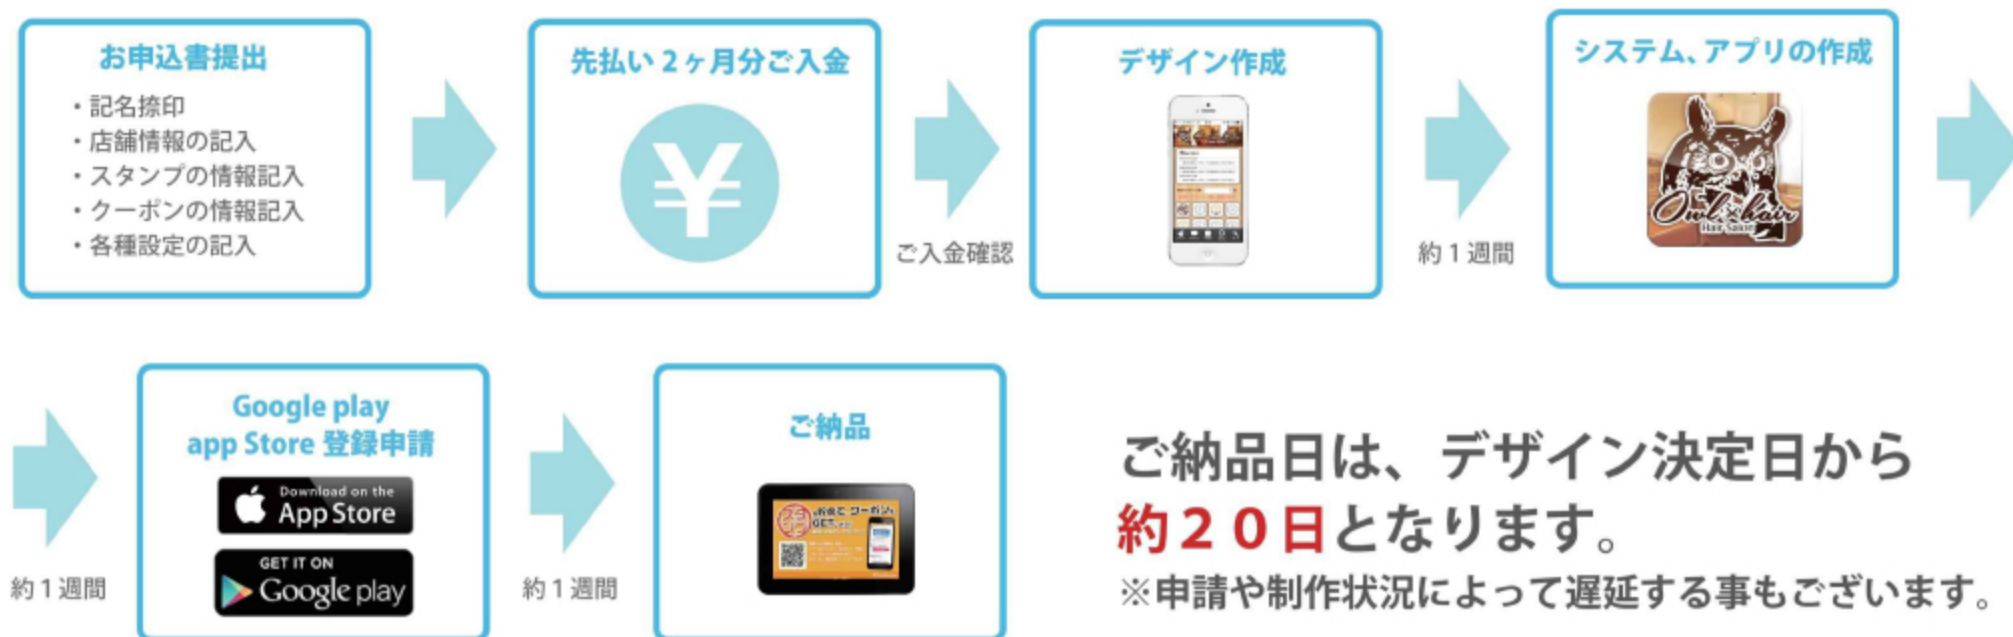 お申込書提出
・記名捺印
・店舗情報の記入
・スタンプの情報記入
・クーポンの情報記入
・各種設定の記入
先払い 2ヶ月分ご入金
¥
ご入金確認
デザイン作成
約1週間
システム、アプリの作成
Owl×hair
Hair Salon
約1週間
Google play
app Store 登録申請
Download on the
App Store
GET IT ON
Google play
約1週間
ご納品
GET
ご納品日は、デザイン決定日から
約20日となります。
※申請や制作状況によって遅延する事もございます。